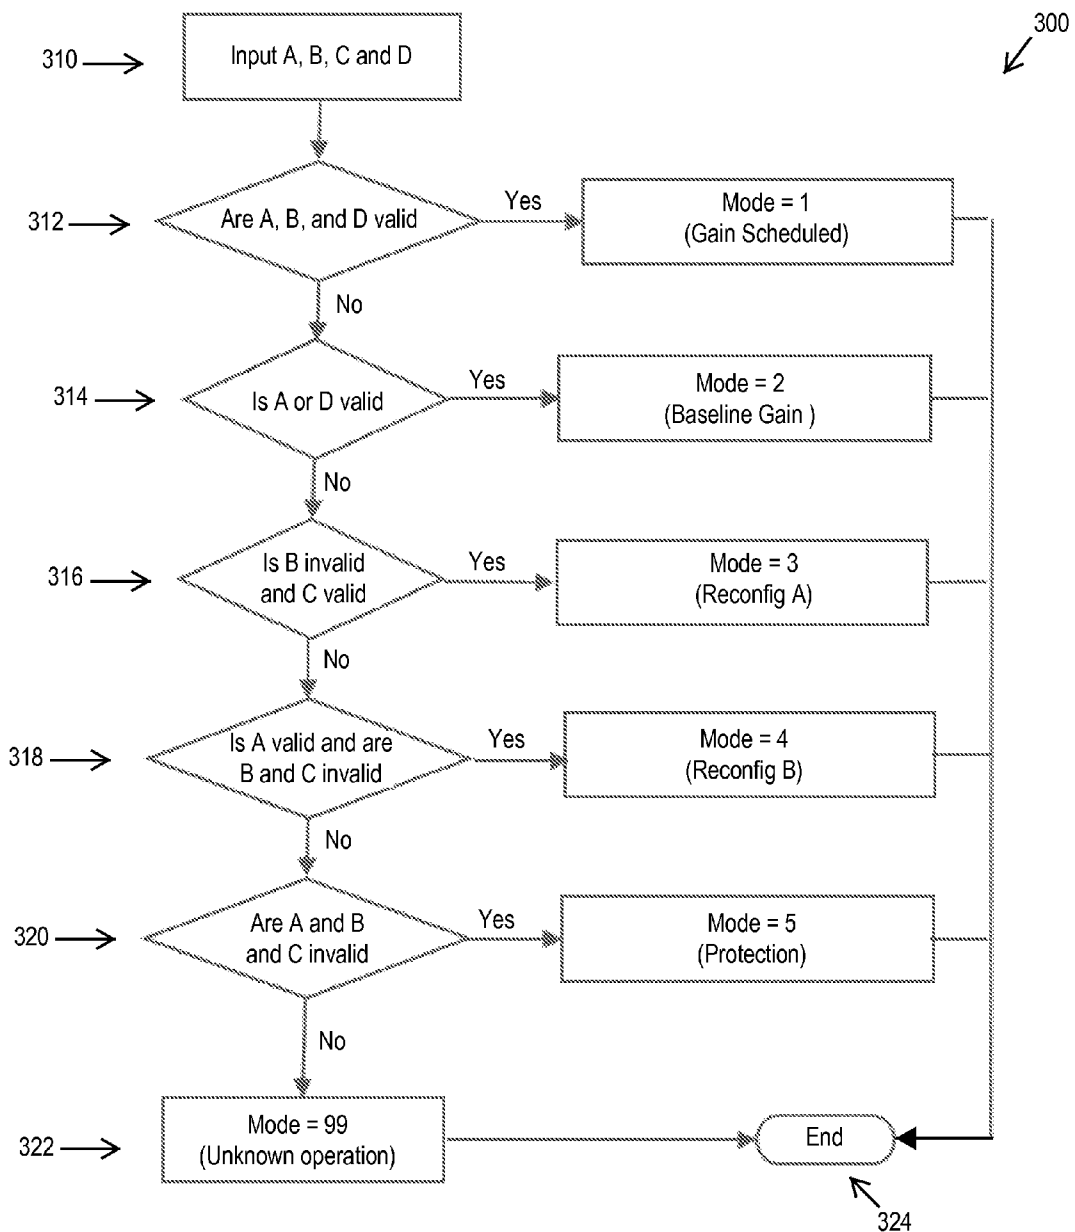 300
310
Input A, B, C and D
312
Are A, B, and D valid
Yes
Mode = 1
(Gain Scheduled)
No
314
Is A or D valid
Yes
Mode = 2
(Baseline Gain )
No
316
Is B invalid
and C valid
Yes
Mode = 3
(Reconfig A)
No
318
Is A valid and are
B and C invalid
Yes
Mode = 4
(Reconfig B)
No
320
Are A and B
and C invalid
Yes
Mode = 5
(Protection)
No
322
Mode = 99
(Unknown operation)
End
324